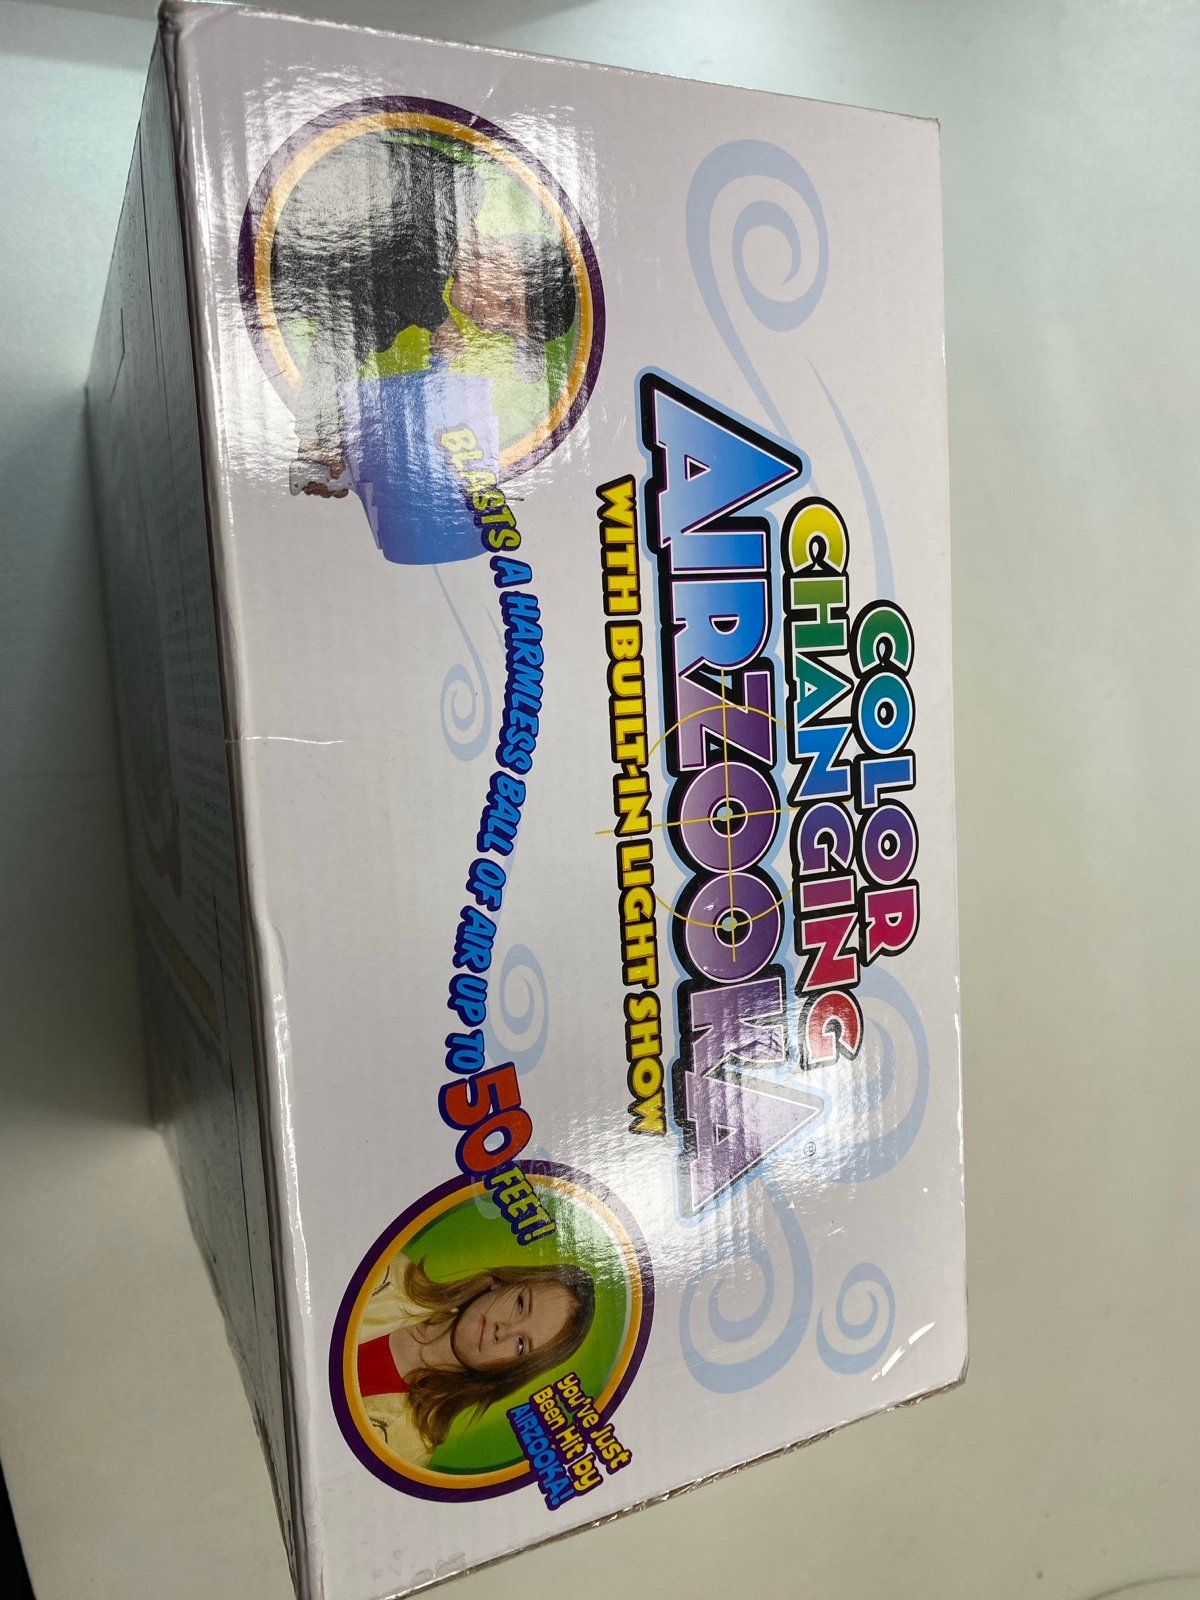 COLOR
CHANGING
AIRZOOKA®
WITH BUILT-IN LIGHT SHOW
BLASTS A HARMLESS BALL OF AIR UP TO 50 FEET!
You've Just
Been Hit by
AIRZOOKA!